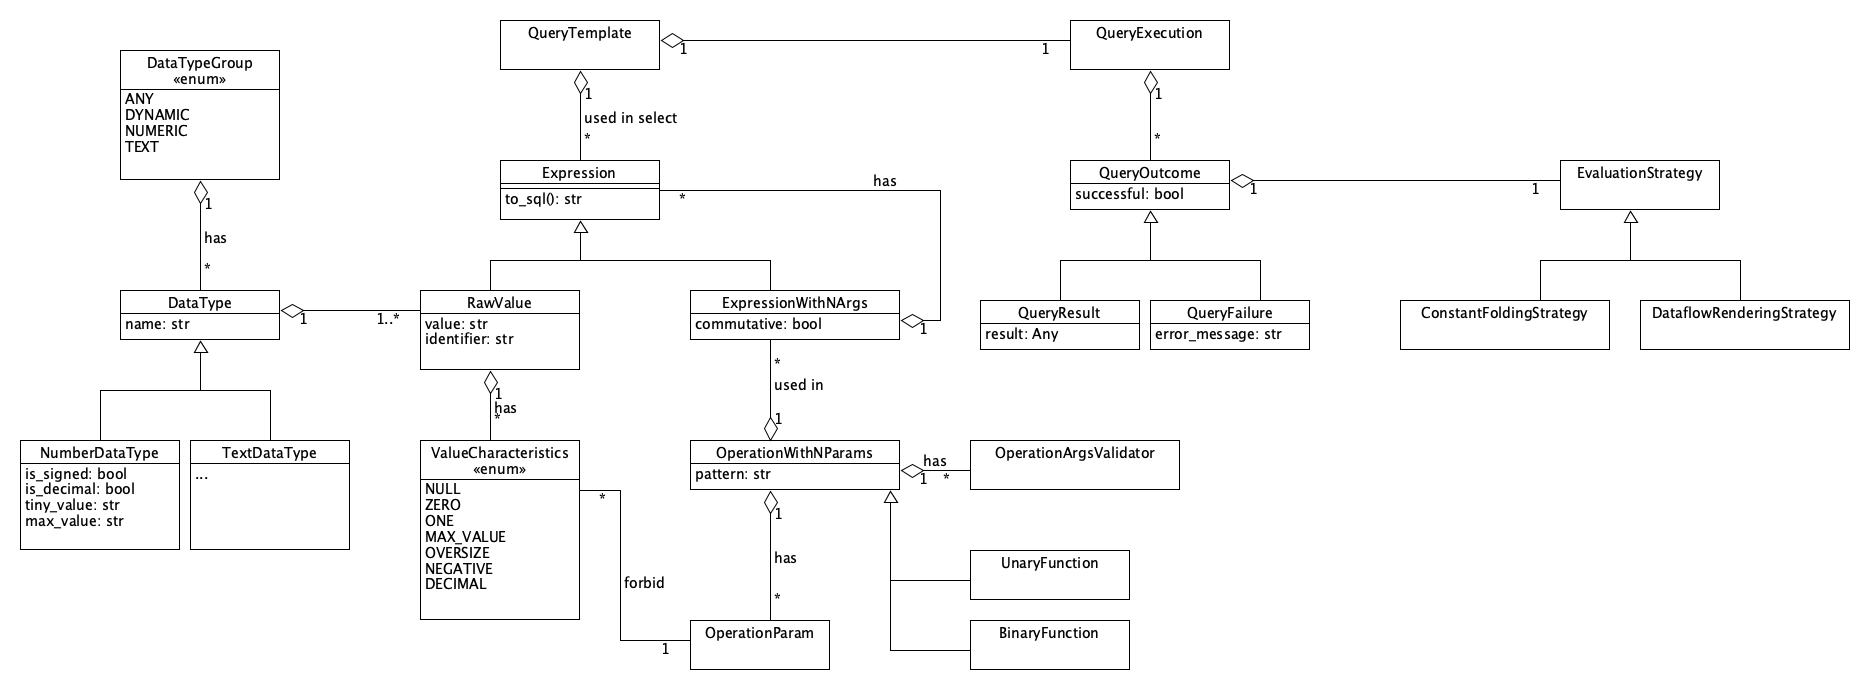 QueryTemplate
1
1
QueryExecution
DataTypeGroup
«enum»
ANY
DYNAMIC
NUMERIC
TEXT
1
used in select
*
1
*
Expression
to_sql(): str
has
*
QueryOutcome
successful: bool
1
1
EvaluationStrategy
1
has
*
DataType
name: str
1
1..*
RawValue
value: str
identifier: str
ExpressionWithNArgs
commutative: bool
1
QueryResult
result: Any
QueryFailure
error_message: str
ConstantFoldingStrategy
DataflowRenderingStrategy
1
has
*
*
used in
1
NumberDataType
is_signed: bool
is_decimal: bool
tiny_value: str
max_value: str
TextDataType
...
ValueCharacteristics
«enum»
NULL
ZERO
ONE
MAX_VALUE
OVERSIZE
NEGATIVE
DECIMAL
*
forbid
1
OperationWithNParams
pattern: str
has
1
*
OperationArgsValidator
1
has
*
UnaryFunction
OperationParam
BinaryFunction